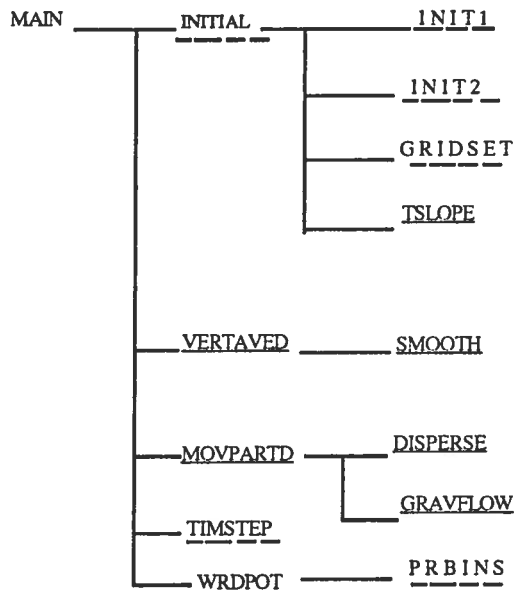 MAIN
INITIAL
INIT1
INIT2
GRIDSET
TSLOPE
VERTAVED
SMOOTH
MOVPARTD
DISPERSE
GRAVFLOW
TIMSTEP
WRDPOT
PRBINS